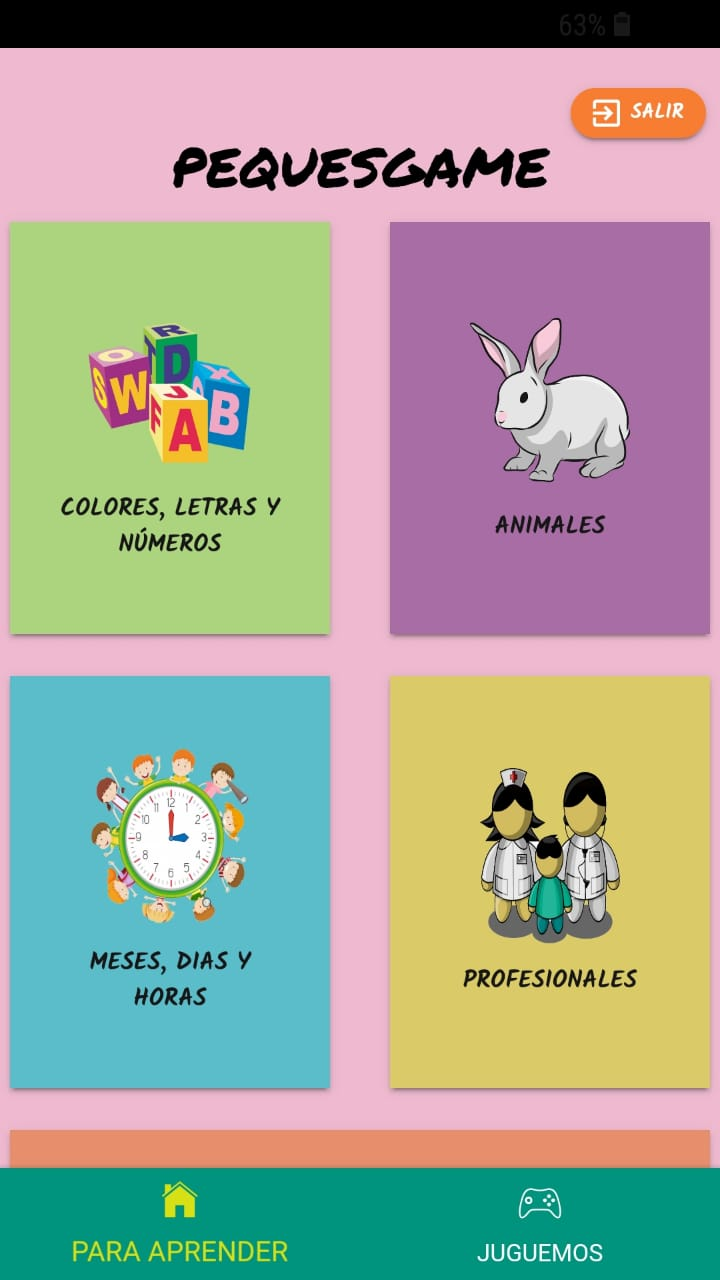 63%
SALIR
PEQUESGAME
COLORES, LETRAS Y
NÚMEROS
ANIMALES
MESES, DIAS Y
HORAS
PROFESIONALES
PARA APRENDER
JUGUEMOS